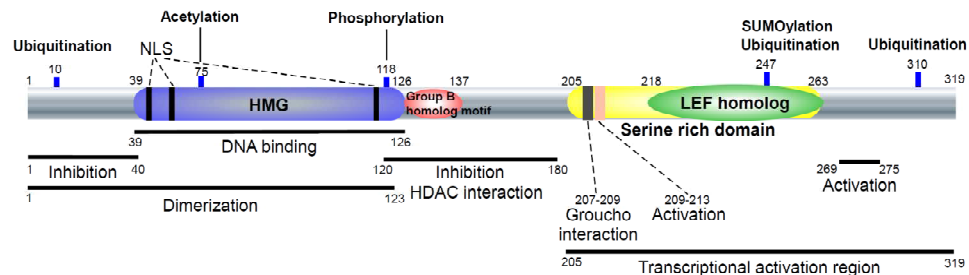 Acetylation
Phosphorylation
SUMOylation
Ubiquitination
NLS
Ubiquitination
Ubiquitination
10
75
118
247
310
1
39
126
137
205
218
263
319
HMG
Group B
homolog motif
LEF homolog
Serine rich domain
39
DNA binding
126
1
Inhibition
40
120
Inhibition
180
HDAC interaction
269
275
Activation
1
Dimerization
123
207-209
Groucho
interaction
209-213
Activation
205
Transcriptional activation region
319